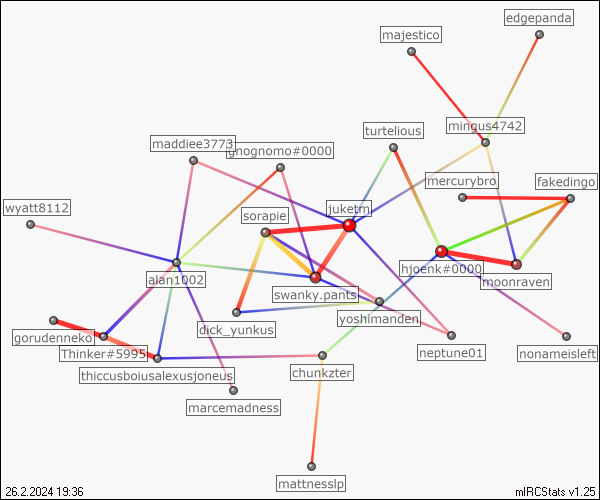 edgepanda
majestico
mingus4742
turtelious
maddiee3773
gnognomo#0000
mercurybro
fakedingo
wyatt8112
juketm
sorapie
hjoenk#0000
moonraven
alan1002
swanky.pants
yoshimanden
dick_yunkus
gorudenneko
Thinker#5995
neptune01
nonameisleft
thiccusboiusalexusjoneus
chunkzter
marcemadness
mattnesslp
26.2.2024 19:36
mIRCStats v1.25